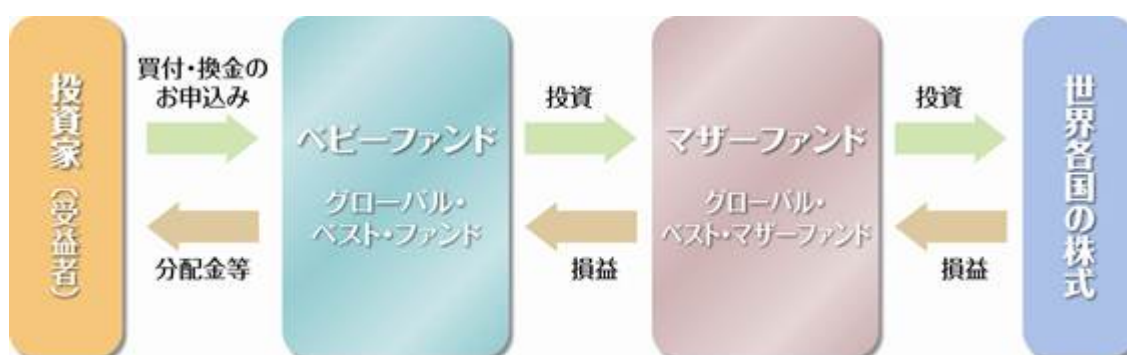 投資家（受益者）
買付・換金の
お申込み
分配金等
ベビーファンド
グローバル・
ベスト・ファンド
投資
損益
マザーファンド
グローバル・
ベスト・マザーファンド
投資
損益
世界各国の株式